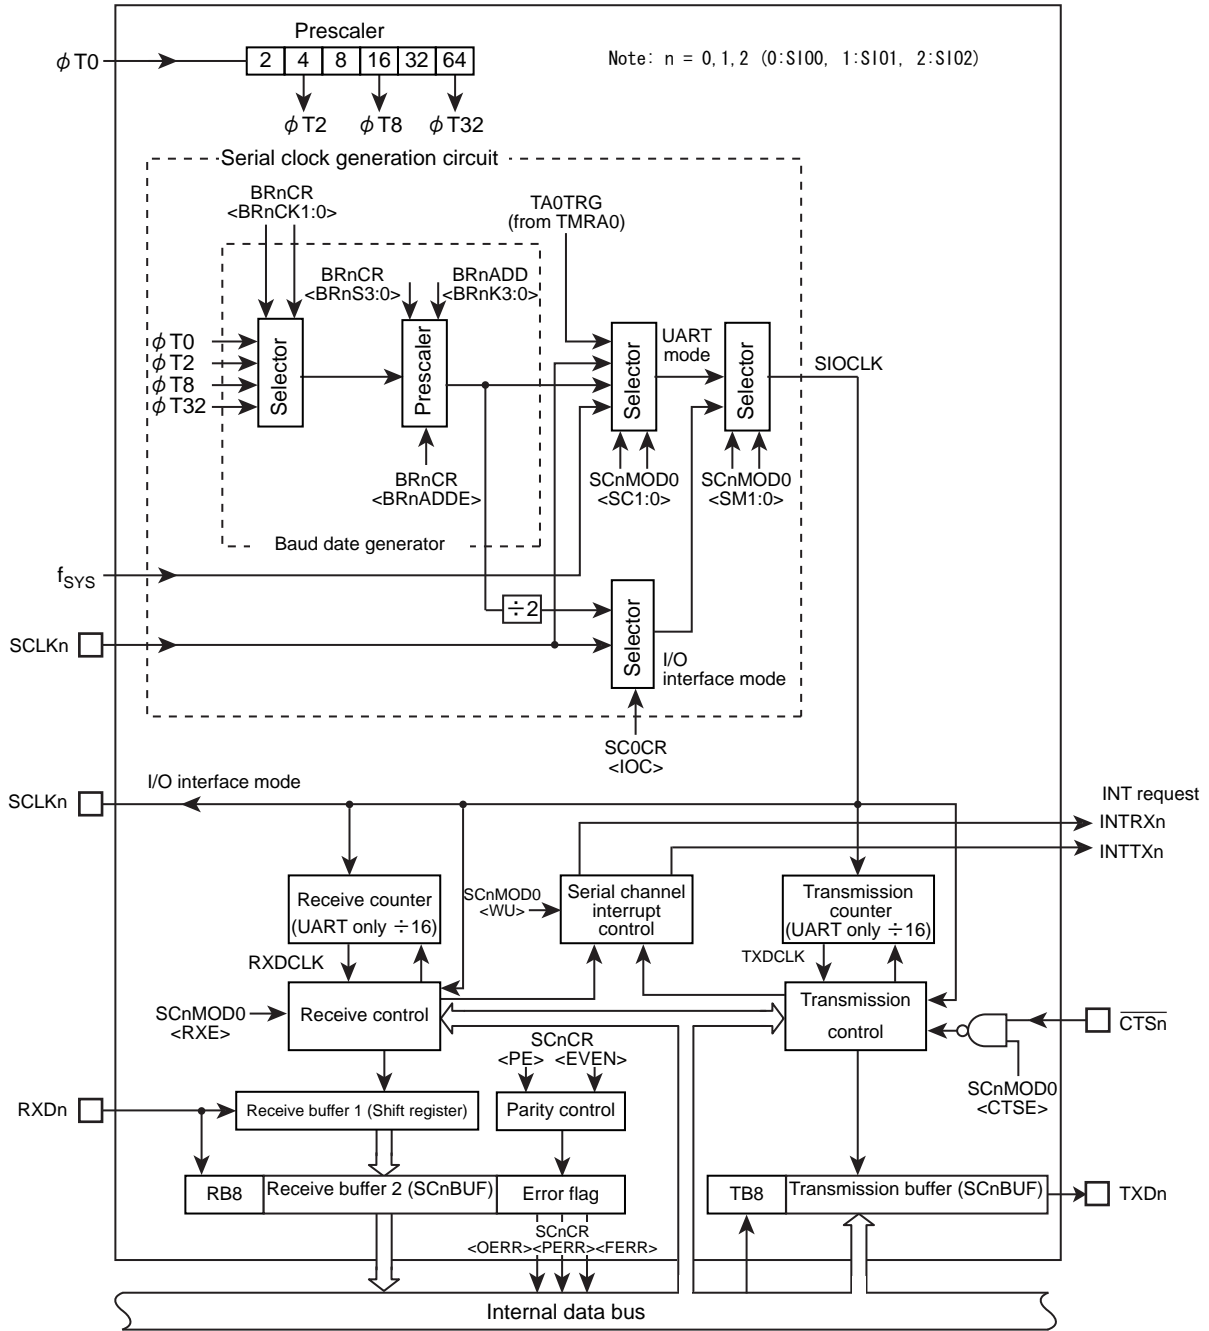 Prescaler
φT0
2 4 8 16 32 64
Note: n = 0,1,2 (0:SIO0, 1:SIO1, 2:SIO2)
φT2 φT8 φT32
Serial clock generation circuit
BRnCR
<BRnCK1:0>
TA0TRG
(from TMRA0)
BRnCR
<BRnS3:0>
BRnADD
<BRnK3:0>
φT0
φT2
φT8
φT32
Selector
Prescaler
Selector
UART
mode
Selector
SIOCLK
BRnCR
<BRnADDE>
SCnMOD0
<SC1:0>
SCnMOD0
<SM1:0>
Baud date generator
fSYS
÷2
SCLKn
Selector
I/O
interface mode
SC0CR
<IOC>
I/O interface mode
SCLKn
INT request
INTRXn
INTTXn
Receive counter
(UART only ÷16)
SCnMOD0
<WU>
Serial channel
interrupt
control
Transmission
counter
(UART only ÷16)
RXDCLK
TXDCLK
SCnMOD0
<RXE>
Receive control
Transmission
control
CTSn
SCnCR
<PE> <EVEN>
SCnMOD0
<CTSE>
RXDn
Receive buffer 1 (Shift register)
Parity control
RB8
Receive buffer 2 (SCnBUF)
Error flag
TB8
Transmission buffer (SCnBUF)
TXDn
SCnCR
<OERR><PERR><FERR>
Internal data bus